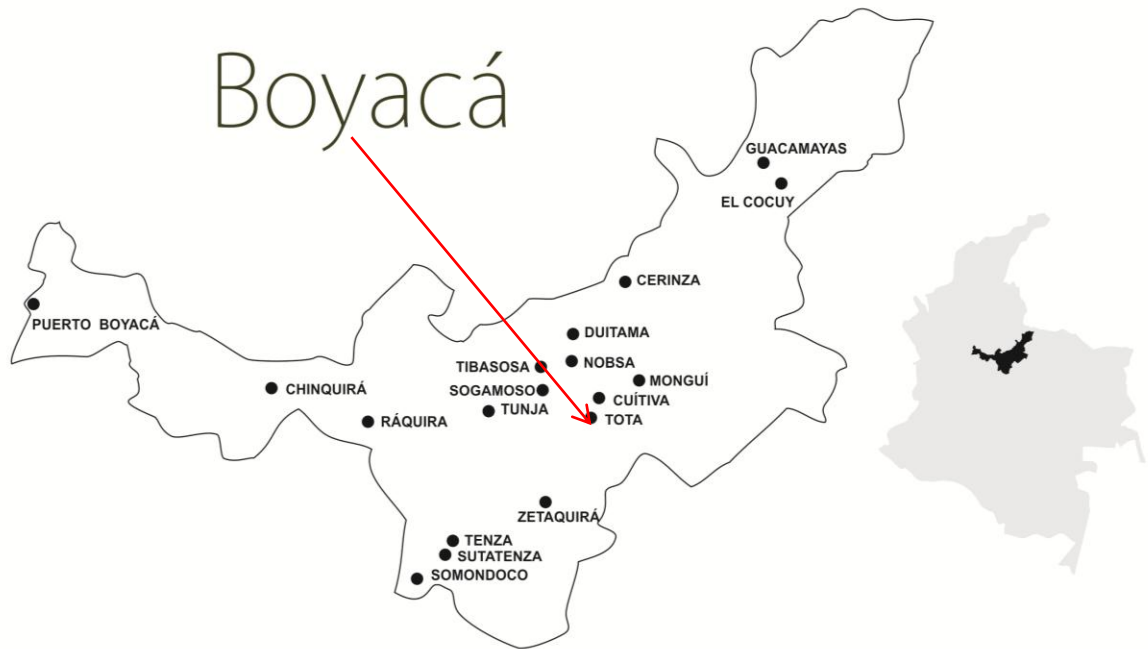 Boyacá
GUACAMAYAS
EL COCUY
CERINZA
PUERTO BOYACÁ
DUITAMA
TIBASOSA
NOBSA
MONGUÍ
CHINQUIRÁ
SOGAMOSO
CUÍTIVA
TUNJA
TOTA
RÁQUIRA
ZETAQUIRÁ
TENZA
SUTATENZA
SOMONDOCO